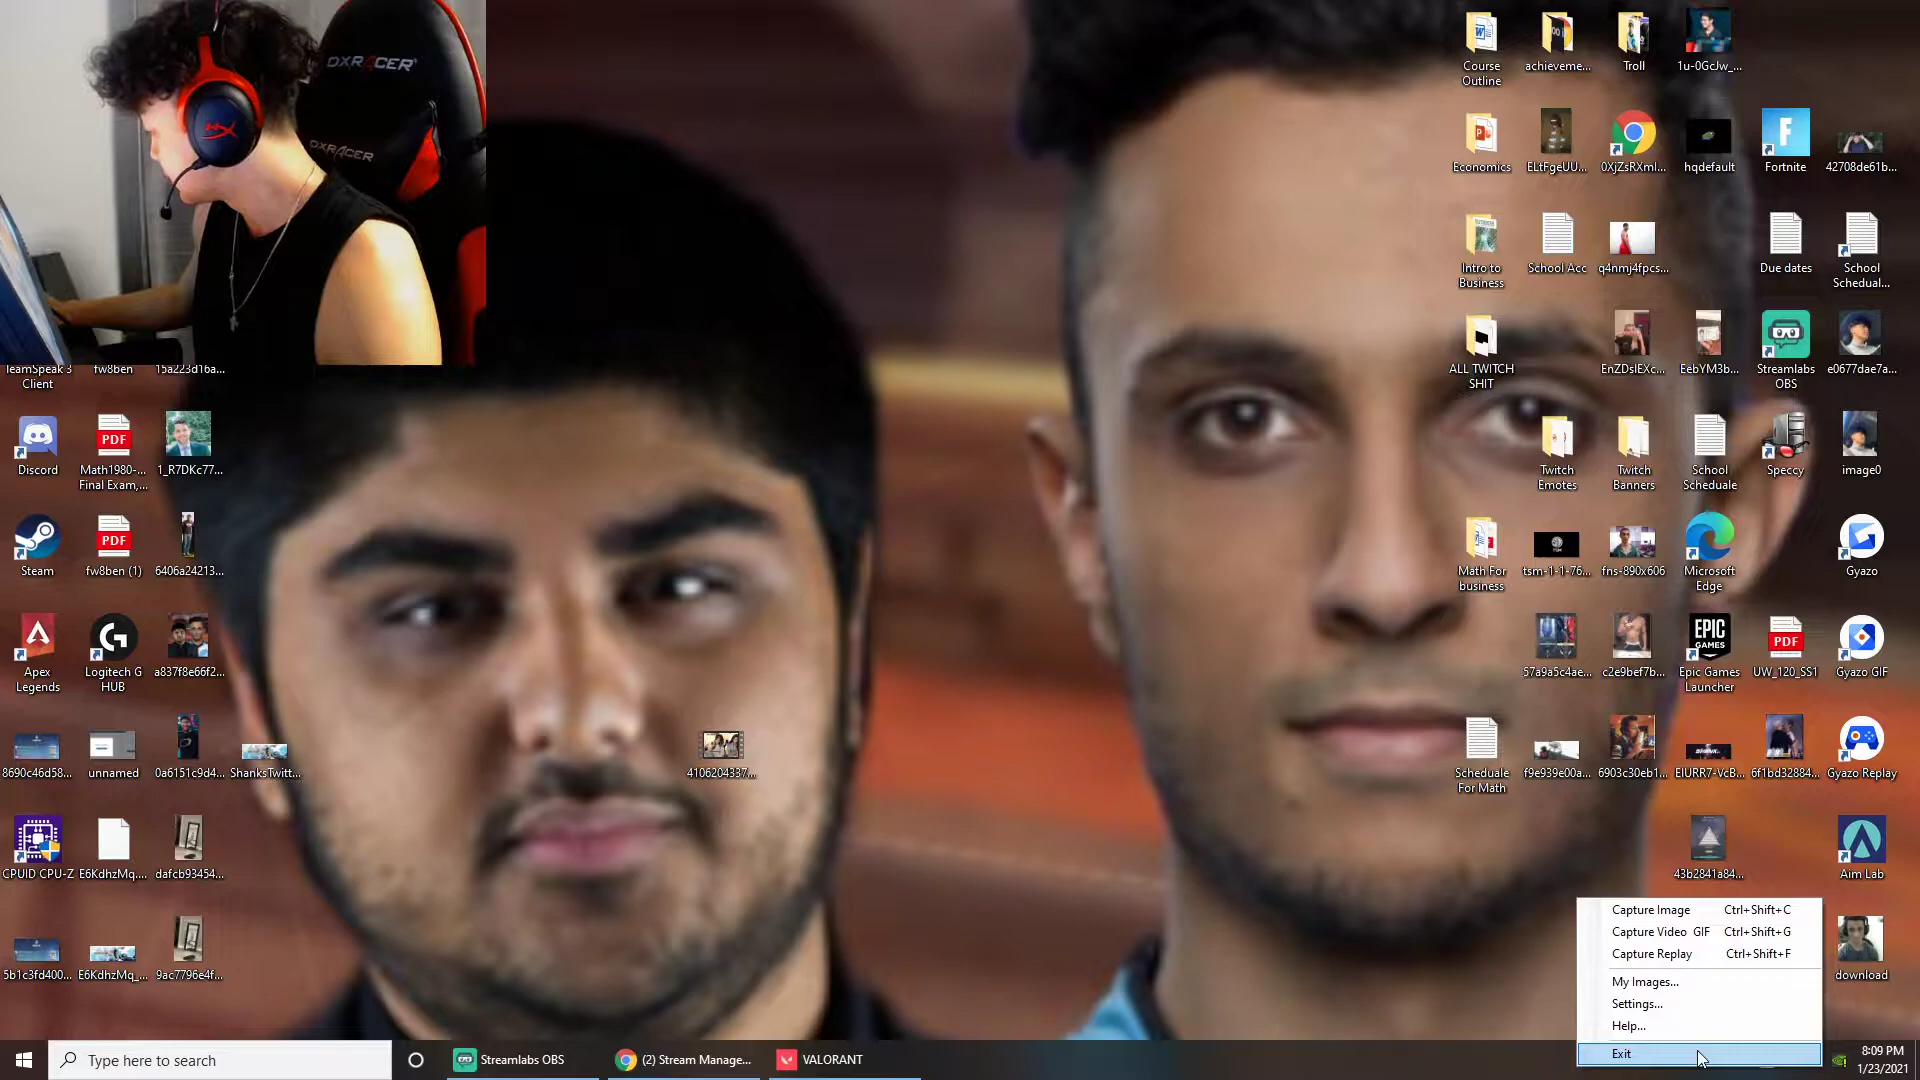 DXRACER
DXRACER
Course
Outline
achieveme...
Troll
1u-0GcJw_...
Economics
ELtFgeUU...
0XjZsRXml...
hqdefault
Fortnite
42708de61b...
Intro to
Business
School Acc
q4nmj4fpcs...
Due dates
School
Schedual...
TeamSpeak 3
Client
fw8ben
15a223d16a...
ALL TWITCH
SHIT
EnZDslEXc...
EebYM3b...
Streamlabs
OBS
e0677dae7a...
Discord
PDF
Math1980-...
Final Exam,...
1_R7DKc77...
Twitch
Emotes
Twitch
Banners
School
Scheduale
Speccy
image0
Steam
PDF
fw8ben (1)
6406a24213...
Math For
business
TSM
tsm-1-1-76...
fns-890x606
Microsoft
Edge
Gyazo
Apex
Legends
Logitech G
HUB
a837f8e66f2...
57a9a5c4ae...
c2e9bef7b...
EPIC
GAMES
Epic Games
Launcher
PDF
UW_120_SS1
Gyazo GIF
8690c46d58...
unnamed
0a6151c9d4...
ShanksTwitt...
4106204337...
Scheduale
For Math
f9e939e00a...
6903c30eb1...
EIURR7-VcB...
6f1bd32884...
Gyazo Replay
CPUID CPU-Z
E6KdhzMq....
dafcb93454...
43b2841a84...
Aim Lab
5b1c3fd400...
E6KdhzMq_...
9ac7796e4f...
download
Capture Image Ctrl+Shift+C
Capture Video GIF Ctrl+Shift+G
Capture Replay Ctrl+Shift+F
My Images...
Settings...
Help...
Exit
Type here to search
Streamlabs OBS
(2) Stream Manage...
VALORANT
8:09 PM
1/23/2021